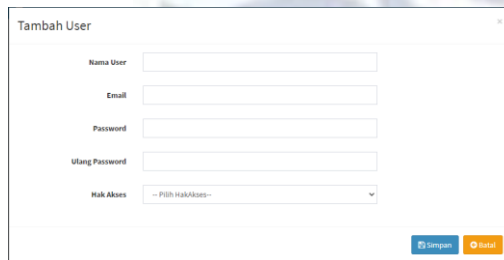 Tambah User
×
Nama User
Email
Password
Ulang Password
Hak Akses
-- Pilih HakAkses--
Simpan
Batal